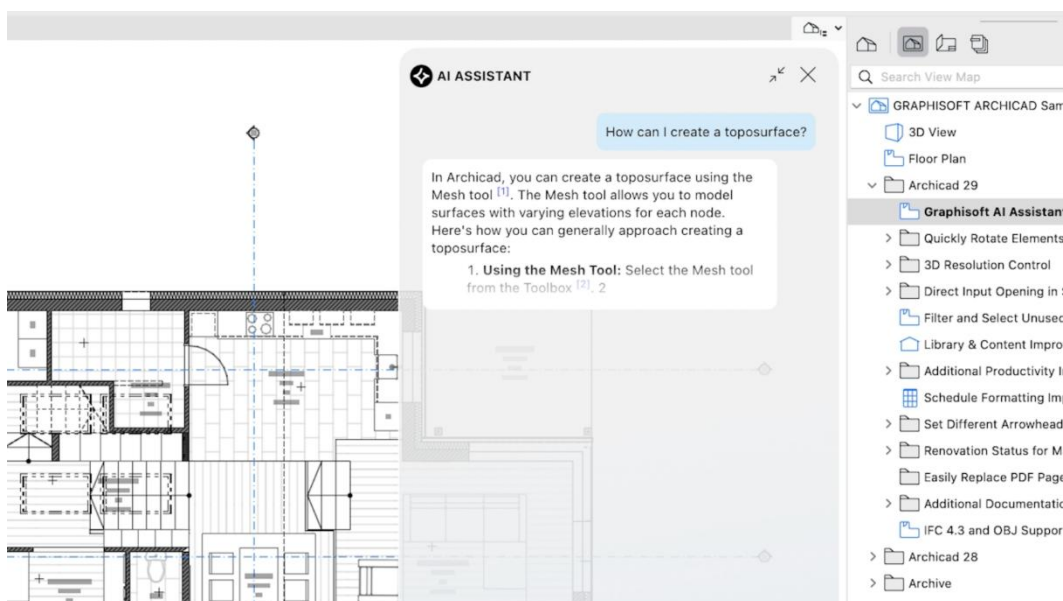 AI ASSISTANT
How can I create a toposurface?
In Archicad, you can create a toposurface using the
Mesh tool [1]. The Mesh tool allows you to model
surfaces with varying elevations for each node.
Here's how you can generally approach creating a
toposurface:
1. Using the Mesh Tool: Select the Mesh tool
from the Toolbox [2]. 2
Search View Map
GRAPHISOFT ARCHICAD Sam
3D View
Floor Plan
Archicad 29
Graphisoft AI Assistant
Quickly Rotate Elements
3D Resolution Control
Direct Input Opening in
Filter and Select Unused
Library & Content Impro
Additional Productivity I
Schedule Formatting Im
Set Different Arrowhead
Renovation Status for M
Easily Replace PDF Page
Additional Documentatio
IFC 4.3 and OBJ Suppor
Archicad 28
Archive